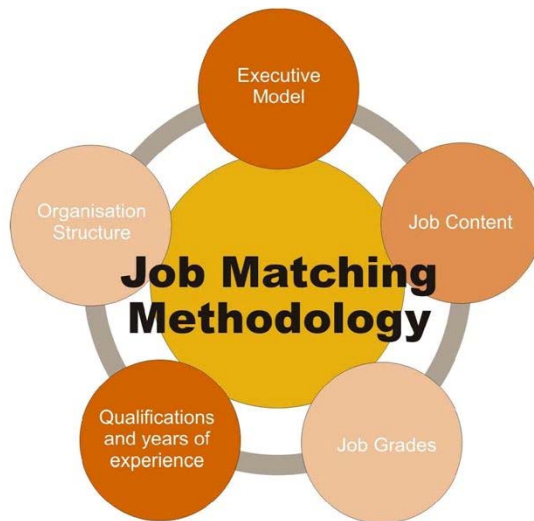 Executive
Model
Organisation
Structure
Job Content
Job Matching
Methodology
Qualifications
and years of
experience
Job Grades